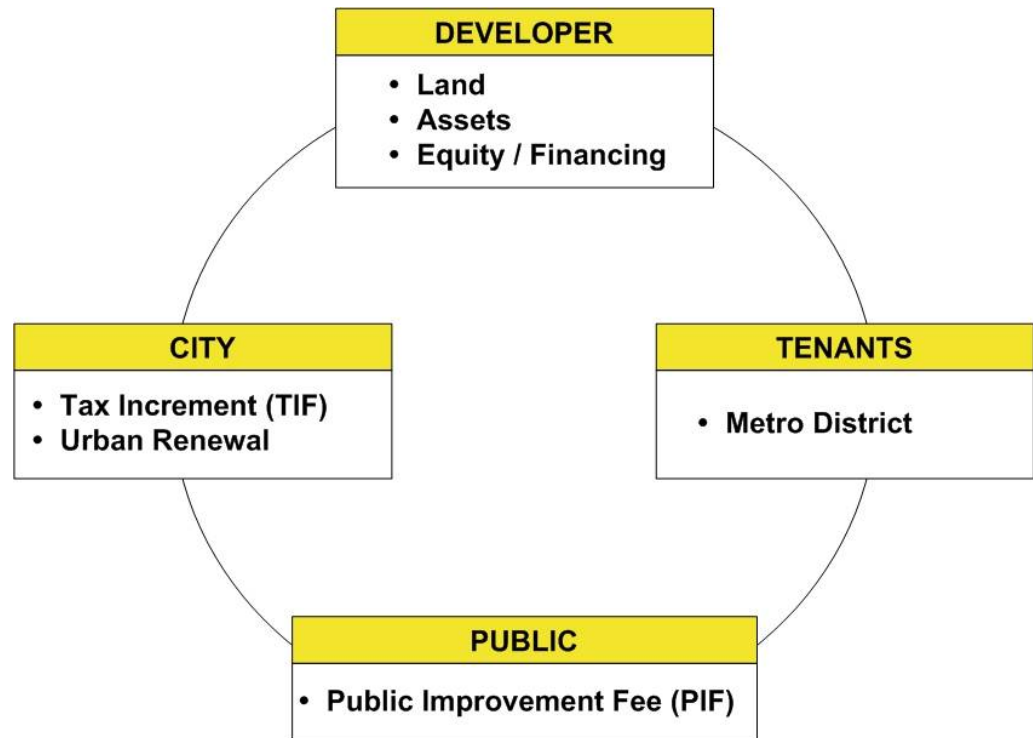 DEVELOPER
• Land
• Assets
• Equity / Financing
CITY
• Tax Increment (TIF)
• Urban Renewal
TENANTS
• Metro District
PUBLIC
• Public Improvement Fee (PIF)